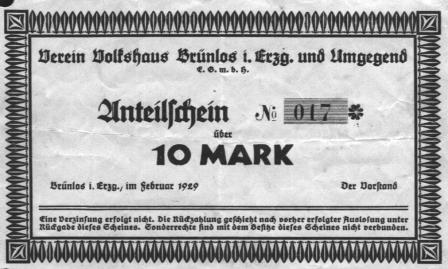 Verein Volkshaus Brünlos i. Erzg. und Umgegend
E. G. m. b. H.
Anteilschein № 017
über
10 MARK
Brünlos i. Erzg., im Februar 1929 Der Vorstand
Eine Verzinsung erfolgt nicht. Die Rückzahlung geschieht nach vorher erfolgter Auslosung unter
Rückgabe dieses Scheines. Sonderrechte sind mit dem Besitze dieses Scheines nicht verbunden.